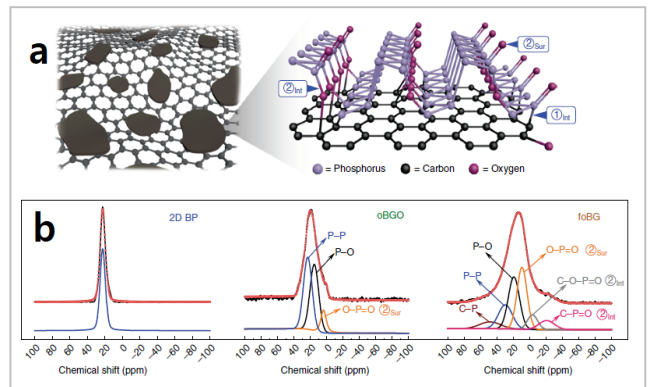 a
②Sur
②Int
①Int
= Phosphorus = Carbon = Oxygen
b
2D BP
oBGO
foBG
P–P
P–O
O–P=O ②Sur
P–O
O–P=O ②Sur
P–P
C–O-P=O ②Int
C–P
C–P=O ②Int
100 80 60 40 20 0 -20 -40 -60 -80 -100
100 80 60 40 20 0 -20 -40 -60 -80 -100
100 80 60 40 20 0 -20 -40 -60 -80 -100
Chemical shift (ppm)
Chemical shift (ppm)
Chemical shift (ppm)